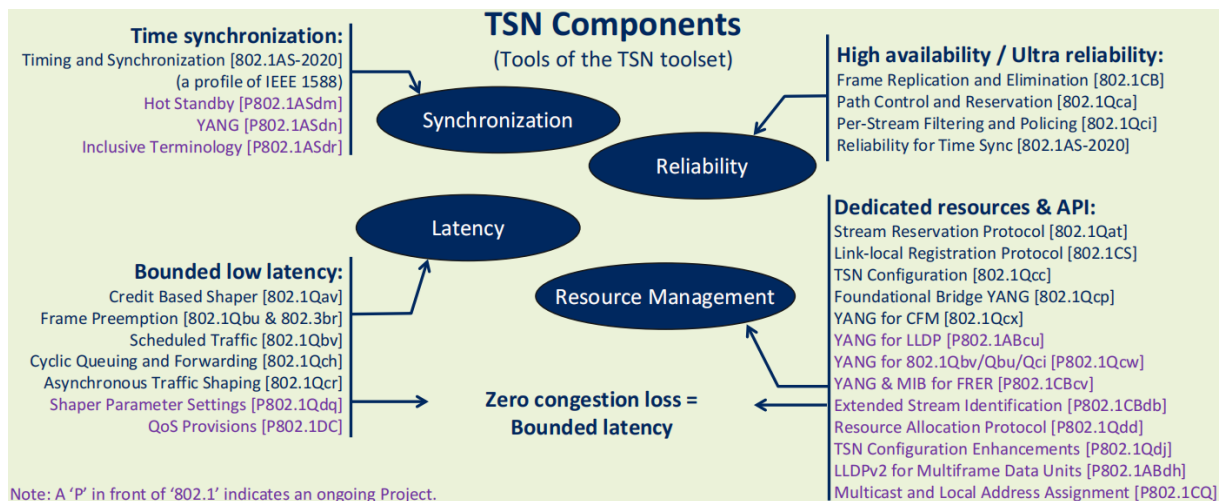 TSN Components
(Tools of the TSN toolset)
Time synchronization:
Timing and Synchronization [802.1AS-2020]
(a profile of IEEE 1588)
Hot Standby [P802.1ASdm]
YANG [P802.1ASdn]
Inclusive Terminology [P802.1ASdr]
Synchronization
High availability / Ultra reliability:
Frame Replication and Elimination [802.1CB]
Path Control and Reservation [802.1Qca]
Per-Stream Filtering and Policing [802.1Qci]
Reliability for Time Sync [802.1AS-2020]
Reliability
Latency
Bounded low latency:
Credit Based Shaper [802.1Qav]
Frame Preemption [802.1Qbu & 802.3br]
Scheduled Traffic [802.1Qbv]
Cyclic Queuing and Forwarding [802.1Qch]
Asynchronous Traffic Shaping [802.1Qcr]
Shaper Parameter Settings [P802.1Qdq]
QoS Provisions [P802.1DC]
Resource Management
Dedicated resources & API:
Stream Reservation Protocol [802.1Qat]
Link-local Registration Protocol [802.1CS]
TSN Configuration [802.1Qcc]
Foundational Bridge YANG [802.1Qcp]
YANG for CFM [802.1Qcx]
YANG for LLDP [P802.1ABcu]
YANG for 802.1Qbv/Qbu/Qci [P802.1Qcw]
YANG & MIB for FRER [P802.1CBcv]
Extended Stream Identification [P802.1CBdb]
Resource Allocation Protocol [P802.1Qdd]
TSN Configuration Enhancements [P802.1Qdj]
LLDPv2 for Multiframe Data Units [P802.1ABdh]
Multicast and Local Address Assignment [P802.1CQ]
Zero congestion loss =
Bounded latency
Note: A ‘P’ in front of ‘802.1’ indicates an ongoing Project.